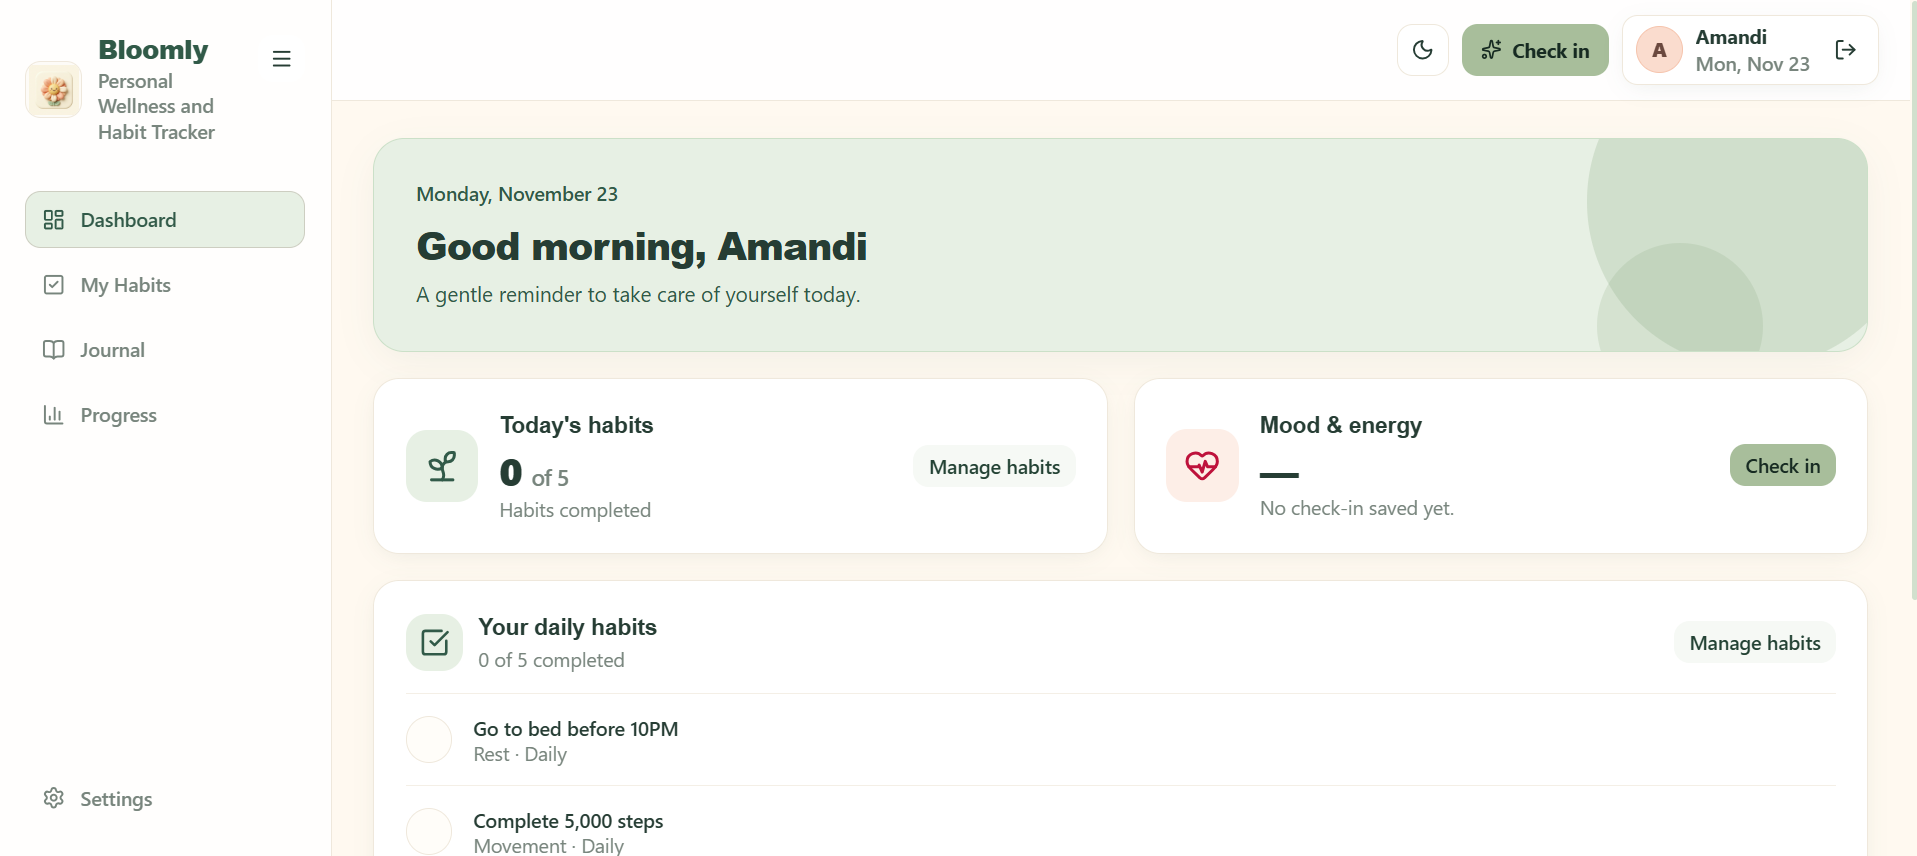 Bloomly
Personal
Wellness and
Habit Tracker
Dashboard
My Habits
Journal
Progress
Settings
Check in
A
Amandi
Mon, Nov 23
Monday, November 23
Good morning, Amandi
A gentle reminder to take care of yourself today.
Today's habits
0 of 5
Habits completed
Manage habits
Mood & energy
—
No check-in saved yet.
Check in
Your daily habits
0 of 5 completed
Manage habits
Go to bed before 10PM
Rest · Daily
Complete 5,000 steps
Movement · Daily